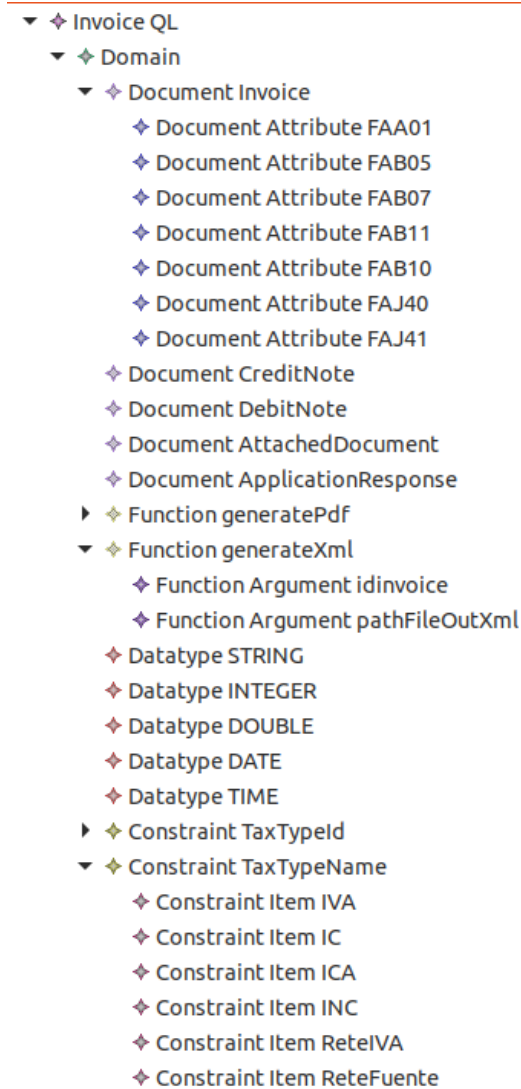 Invoice QL
Domain
Document Invoice
Document Attribute FAA01
Document Attribute FAB05
Document Attribute FAB07
Document Attribute FAB11
Document Attribute FAB10
Document Attribute FAJ40
Document Attribute FAJ41
Document CreditNote
Document DebitNote
Document AttachedDocument
Document ApplicationResponse
Function generatePdf
Function generateXml
Function Argument idinvoice
Function Argument pathFileOutXml
Datatype STRING
Datatype INTEGER
Datatype DOUBLE
Datatype DATE
Datatype TIME
Constraint TaxTypeId
Constraint TaxTypeName
Constraint Item IVA
Constraint Item IC
Constraint Item ICA
Constraint Item INC
Constraint Item ReteIVA
Constraint Item ReteFuente